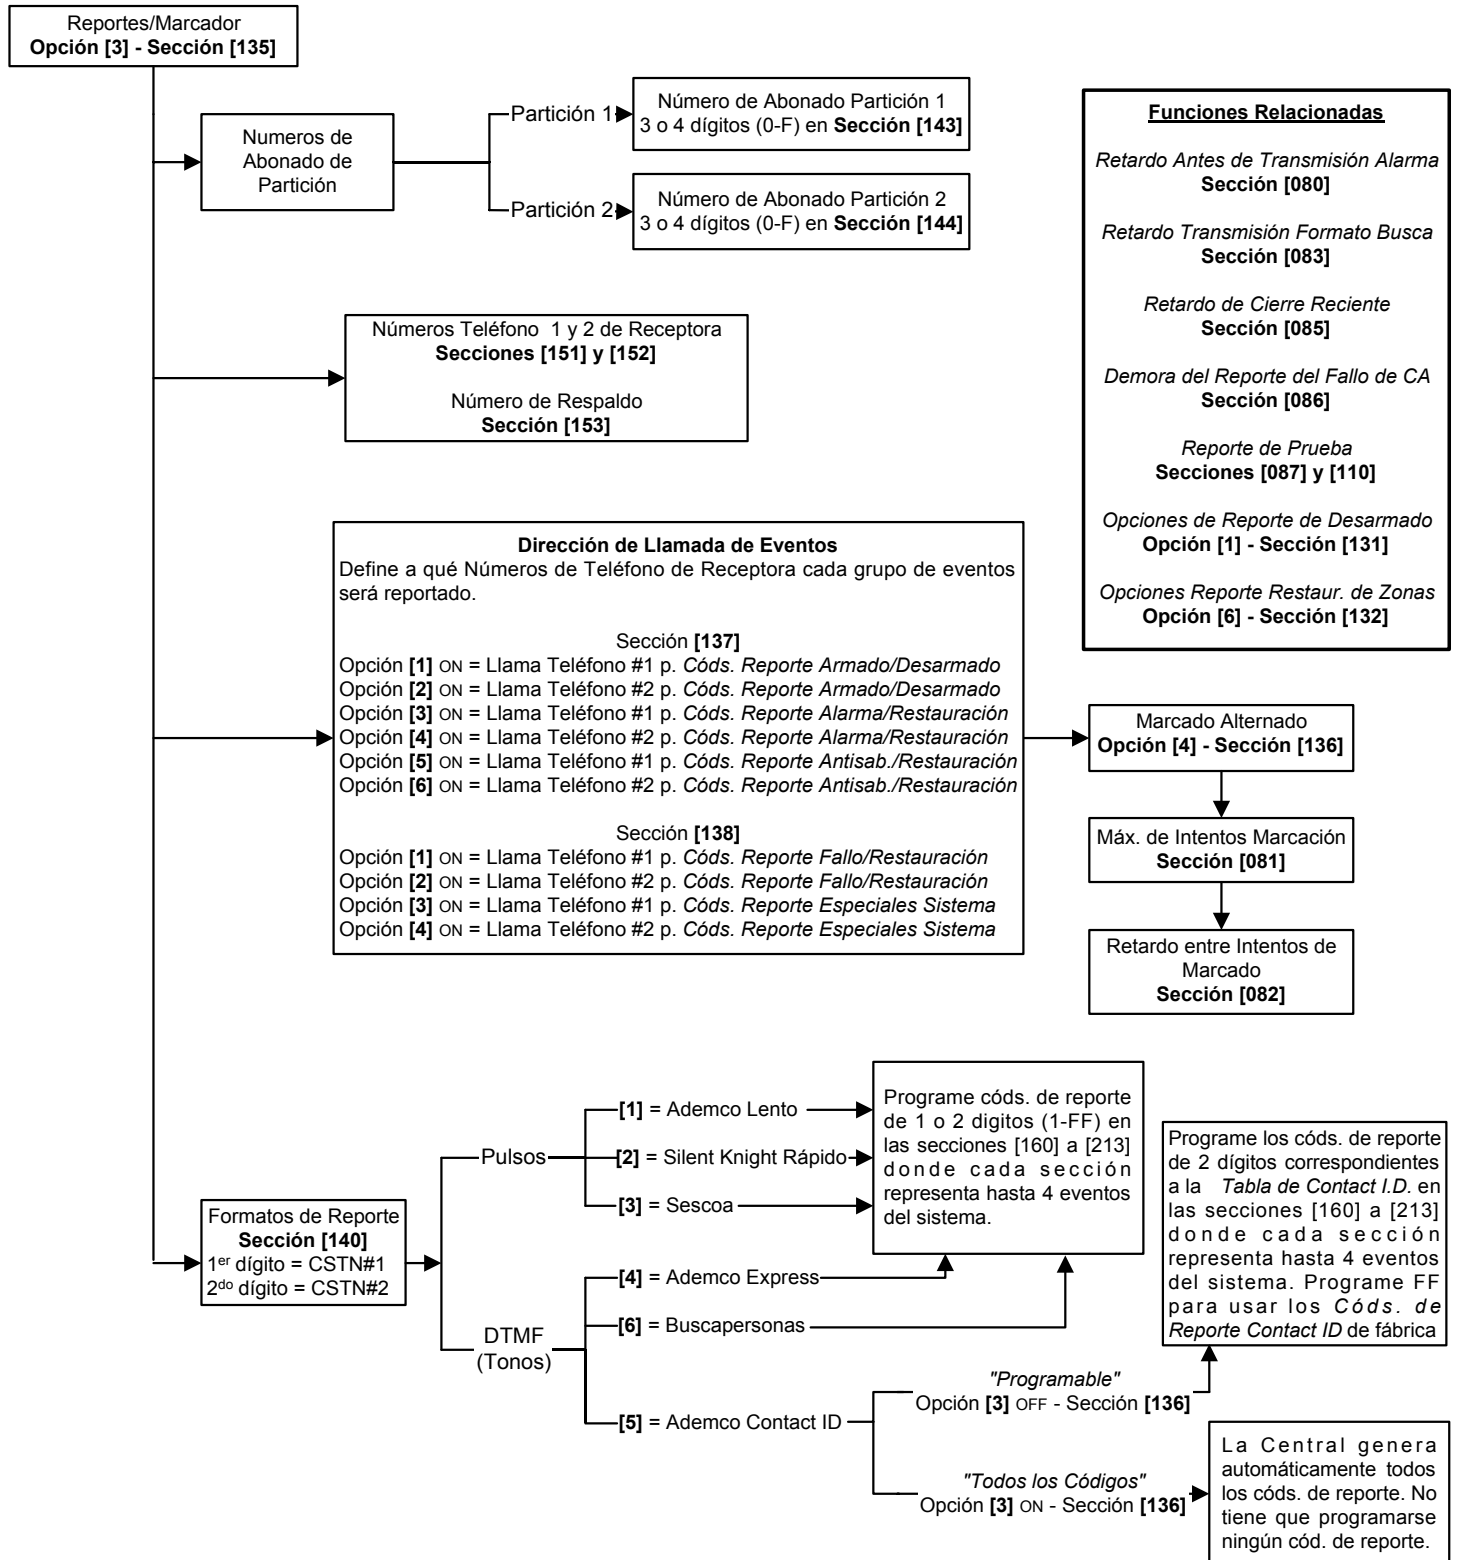 Reportes/Marcador
Opción [3] - Sección [135]
Numeros de
Abonado de
Partición
Partición 1
Número de Abonado Partición 1
3 o 4 dígitos (0-F) en Sección [143]
Partición 2
Número de Abonado Partición 2
3 o 4 dígitos (0-F) en Sección [144]
Funciones Relacionadas
Retardo Antes de Transmisión Alarma
Sección [080]
Retardo Transmisión Formato Busca
Sección [083]
Retardo de Cierre Reciente
Sección [085]
Demora del Reporte del Fallo de CA
Sección [086]
Reporte de Prueba
Secciones [087] y [110]
Opciones de Reporte de Desarmado
Opción [1] - Sección [131]
Opciones Reporte Restaur. de Zonas
Opción [6] - Sección [132]
Números Teléfono 1 y 2 de Receptora
Secciones [151] y [152]
Número de Respaldo
Sección [153]
Dirección de Llamada de Eventos
Define a qué Números de Teléfono de Receptora cada grupo de eventos
será reportado.
Sección [137]
Opción [1] ON = Llama Teléfono #1 p. Códs. Reporte Armado/Desarmado
Opción [2] ON = Llama Teléfono #2 p. Códs. Reporte Armado/Desarmado
Opción [3] ON = Llama Teléfono #1 p. Códs. Reporte Alarma/Restauración
Opción [4] ON = Llama Teléfono #2 p. Códs. Reporte Alarma/Restauración
Opción [5] ON = Llama Teléfono #1 p. Códs. Reporte Antisab./Restauración
Opción [6] ON = Llama Teléfono #2 p. Códs. Reporte Antisab./Restauración
Sección [138]
Opción [1] ON = Llama Teléfono #1 p. Códs. Reporte Fallo/Restauración
Opción [2] ON = Llama Teléfono #2 p. Códs. Reporte Fallo/Restauración
Opción [3] ON = Llama Teléfono #1 p. Códs. Reporte Especiales Sistema
Opción [4] ON = Llama Teléfono #2 p. Códs. Reporte Especiales Sistema
Marcado Alternado
Opción [4] - Sección [136]
Máx. de Intentos Marcación
Sección [081]
Retardo entre Intentos de
Marcado
Sección [082]
Formatos de Reporte
Sección [140]
1er dígito = CSTN#1
2do dígito = CSTN#2
Pulsos
[1] = Ademco Lento
[2] = Silent Knight Rápido
[3] = Sescoa
Programe códs. de reporte
de 1 o 2 digitos (1-FF) en
las secciones [160] a [213]
donde cada sección
representa hasta 4 eventos
del sistema.
DTMF
(Tonos)
[4] = Ademco Express
[6] = Buscapersonas
[5] = Ademco Contact ID
"Programable"
Opción [3] OFF - Sección [136]
Programe los códs. de reporte
de 2 dígitos correspondientes
a la Tabla de Contact I.D. en
las secciones [160] a [213]
donde cada sección
representa hasta 4 eventos
del sistema. Programe FF
para usar los Códs. de
Reporte Contact ID de fábrica
"Todos los Códigos"
Opción [3] ON - Sección [136]
La Central genera
automáticamente todos
los códs. de reporte. No
tiene que programarse
ningún cód. de reporte.